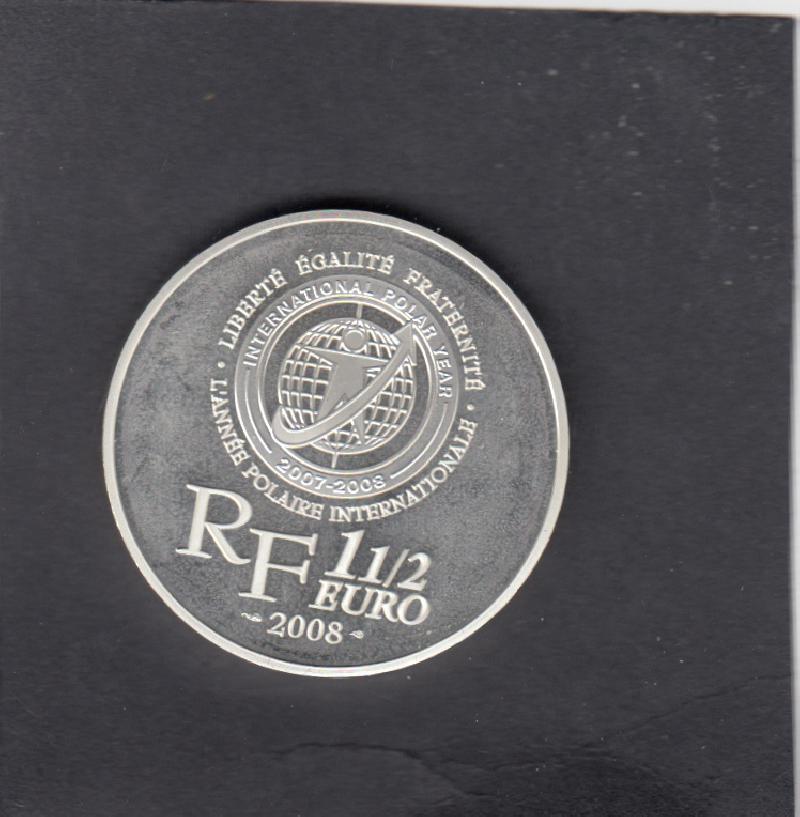 · LIBERTÉ ÉGALITÉ FRATERNITÉ ·
L'ANNÉE POLAIRE INTERNATIONALE
INTERNATIONAL POLAR YEAR
2007-2008
RF
1 1/2
EURO
2008